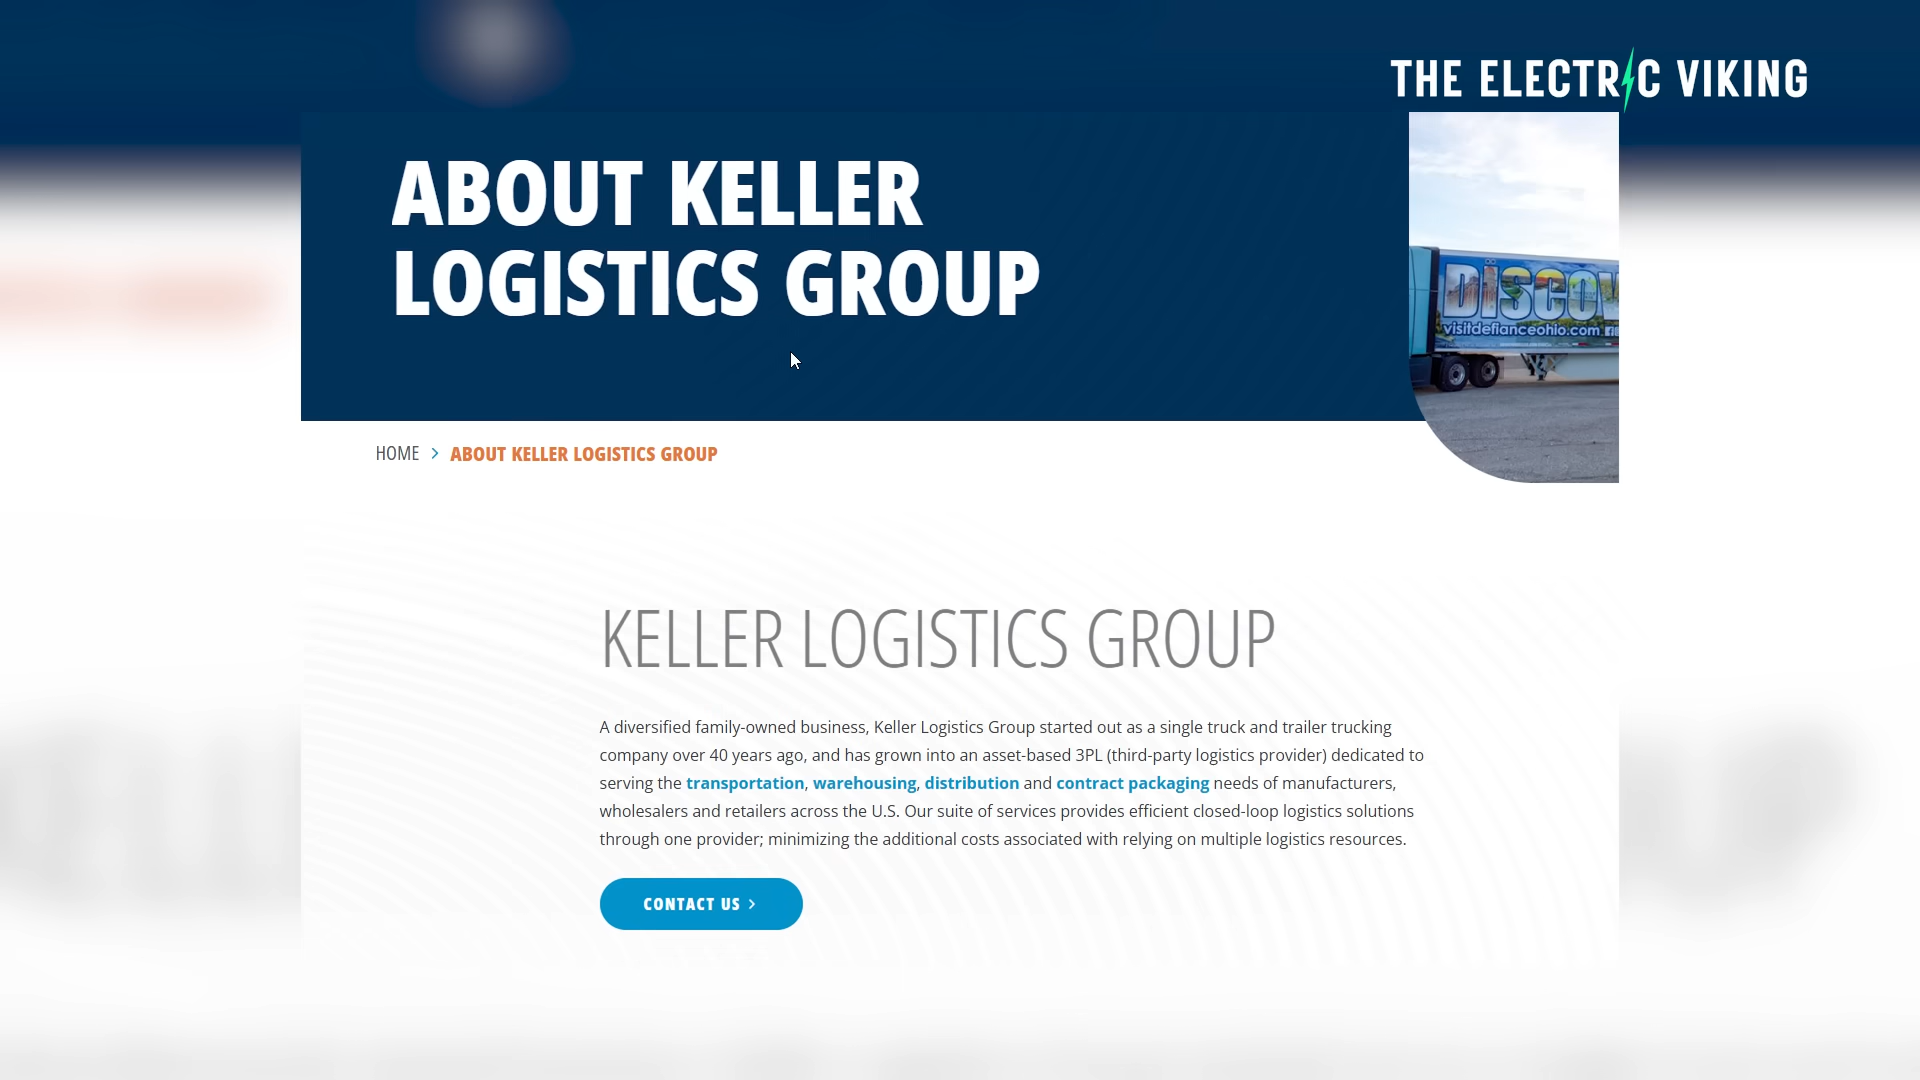 THE ELECTRIC VIKING
ABOUT KELLER
LOGISTICS GROUP
DISCOV
visitdefianceohio.com
HOME > ABOUT KELLER LOGISTICS GROUP
KELLER LOGISTICS GROUP
A diversified family-owned business, Keller Logistics Group started out as a single truck and trailer trucking
company over 40 years ago, and has grown into an asset-based 3PL (third-party logistics provider) dedicated to
serving the transportation, warehousing, distribution and contract packaging needs of manufacturers,
wholesalers and retailers across the U.S. Our suite of services provides efficient closed-loop logistics solutions
through one provider; minimizing the additional costs associated with relying on multiple logistics resources.
CONTACT US >